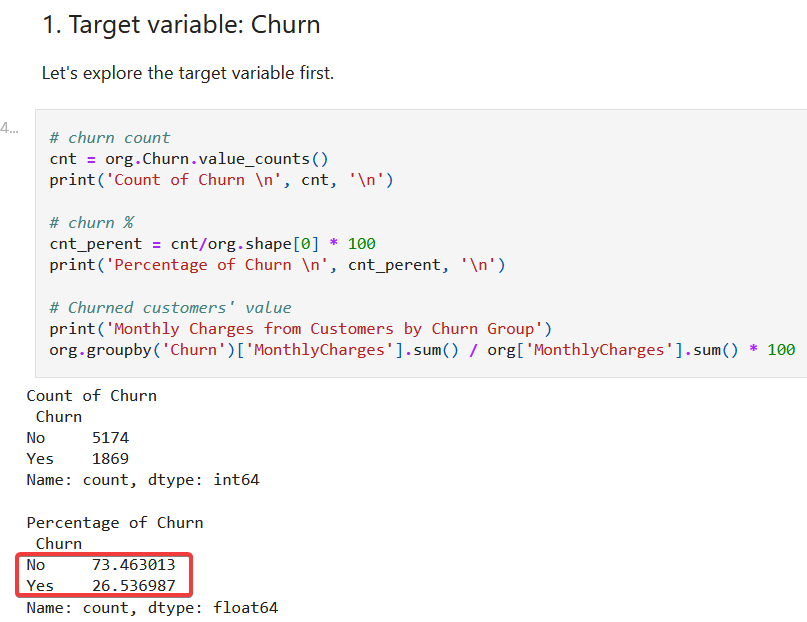 1. Target variable: Churn
Let's explore the target variable first.
4...
# churn count
cnt = org.Churn.value_counts()
print('Count of Churn \n', cnt, '\n')
# churn %
cnt_perent = cnt/org.shape[0] * 100
print('Percentage of Churn \n', cnt_perent, '\n')
# Churned customers' value
print('Monthly Charges from Customers by Churn Group')
org.groupby('Churn')['MonthlyCharges'].sum() / org['MonthlyCharges'].sum() * 100
Count of Churn
Churn
No 5174
Yes 1869
Name: count, dtype: int64
Percentage of Churn
Churn
No 73.463013
Yes 26.536987
Name: count, dtype: float64